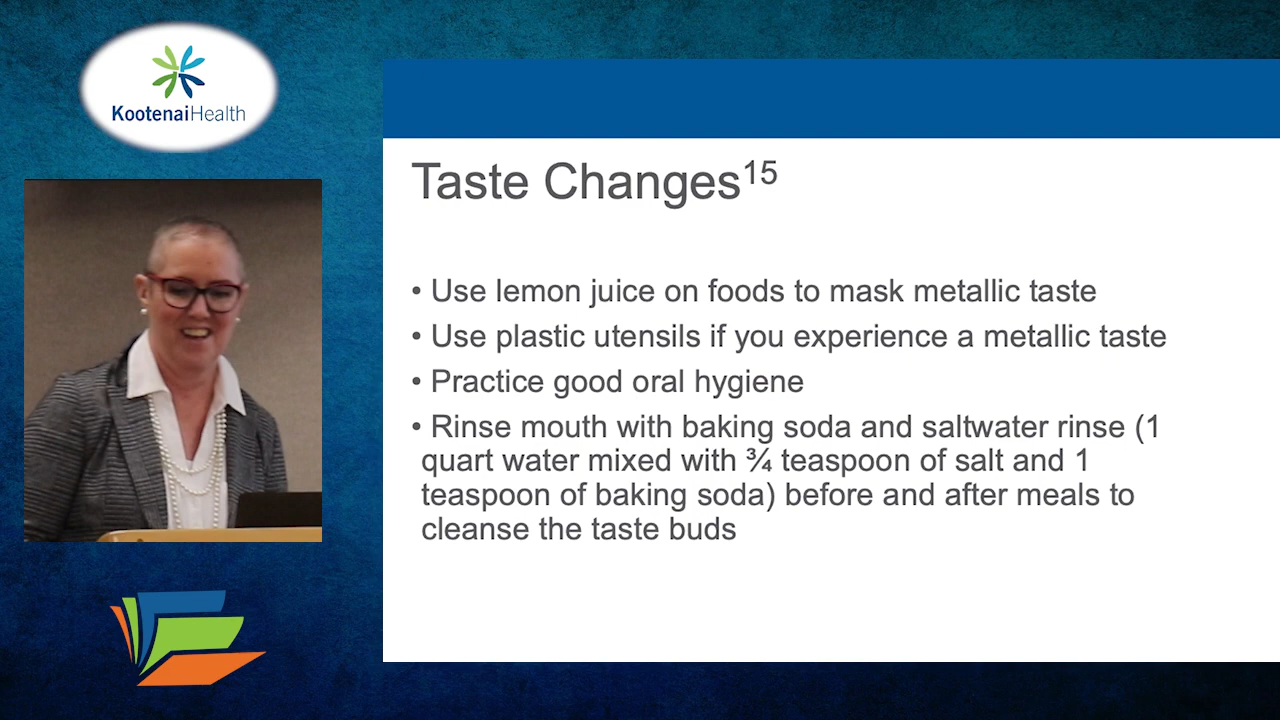 KootenaiHealth
Taste Changes15
• Use lemon juice on foods to mask metallic taste
• Use plastic utensils if you experience a metallic taste
• Practice good oral hygiene
• Rinse mouth with baking soda and saltwater rinse (1
quart water mixed with ¾ teaspoon of salt and 1
teaspoon of baking soda) before and after meals to
cleanse the taste buds